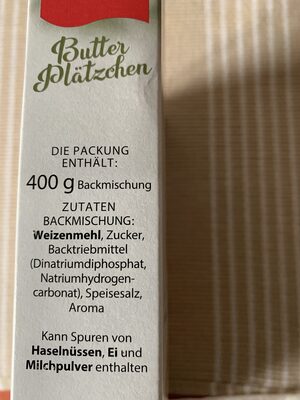 Butter
Plätzchen
DIE PACKUNG
ENTHÄLT:
400 g Backmischung
ZUTATEN
BACKMISCHUNG:
Weizenmehl, Zucker,
Backtriebmittel
(Dinatriumdiphosphat,
Natriumhydrogen-
carbonat), Speisesalz,
Aroma
Kann Spuren von
Haselnüssen, Ei und
Milchpulver enthalten